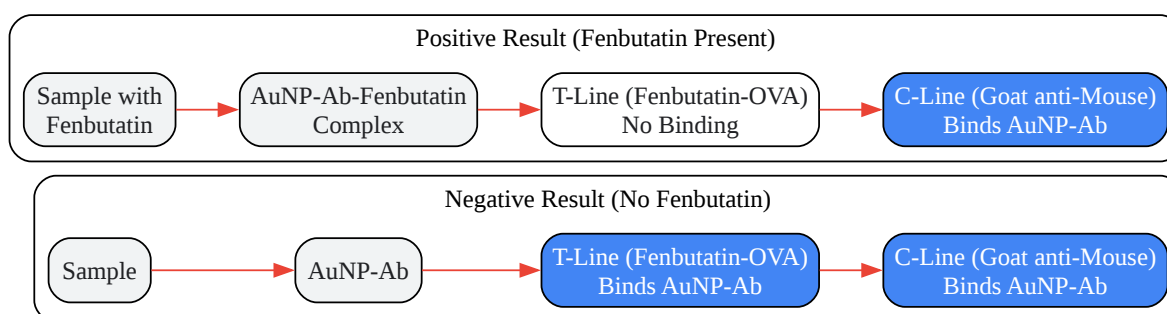 Positive Result (Fenbutatin Present)
Sample with
Fenbutatin
AuNP-Ab-Fenbutatin
Complex
T-Line (Fenbutatin-OVA)
No Binding
C-Line (Goat anti-Mouse)
Binds AuNP-Ab
Negative Result (No Fenbutatin)
Sample
AuNP-Ab
T-Line (Fenbutatin-OVA)
Binds AuNP-Ab
C-Line (Goat anti-Mouse)
Binds AuNP-Ab